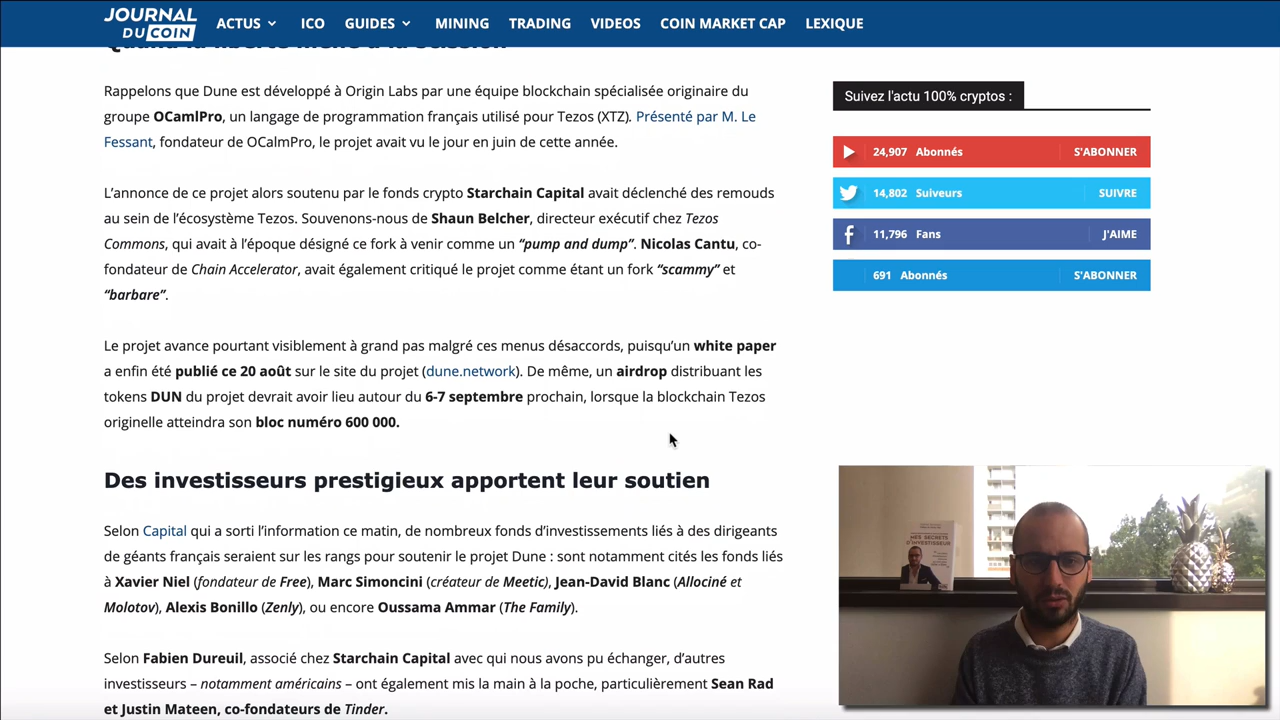 JOURNAL
DU COIN
ACTUS
ICO
GUIDES
MINING
TRADING
VIDEOS
COIN MARKET CAP
LEXIQUE
Quand la liberté mène à la scission
Rappelons que Dune est développé à Origin Labs par une équipe blockchain spécialisée originaire du
groupe OCamlPro, un langage de programmation français utilisé pour Tezos (XTZ). Présenté par M. Le
Fessant, fondateur de OCalmPro, le projet avait vu le jour en juin de cette année.
L’annonce de ce projet alors soutenu par le fonds crypto Starchain Capital avait déclenché des remouds
au sein de l’écosystème Tezos. Souvenons-nous de Shaun Belcher, directeur exécutif chez Tezos
Commons, qui avait à l’époque désigné ce fork à venir comme un “pump and dump”. Nicolas Cantu, co-
fondateur de Chain Accelerator, avait également critiqué le projet comme étant un fork “scammy” et
“barbare”.
Le projet avance pourtant visiblement à grand pas malgré ces menus désaccords, puisqu’un white paper
a enfin été publié ce 20 août sur le site du projet (dune.network). De même, un airdrop distribuant les
tokens DUN du projet devrait avoir lieu autour du 6-7 septembre prochain, lorsque la blockchain Tezos
originelle atteindra son bloc numéro 600 000.
Des investisseurs prestigieux apportent leur soutien
Selon Capital qui a sorti l’information ce matin, de nombreux fonds d’investissements liés à des dirigeants
de géants français seraient sur les rangs pour soutenir le projet Dune : sont notamment cités les fonds liés
à Xavier Niel (fondateur de Free), Marc Simoncini (créateur de Meetic), Jean-David Blanc (Allociné et
Molotov), Alexis Bonillo (Zenly), ou encore Oussama Ammar (The Family).
Selon Fabien Dureuil, associé chez Starchain Capital avec qui nous avons pu échanger, d’autres
investisseurs – notamment américains – ont également mis la main à la poche, particulièrement Sean Rad
et Justin Mateen, co-fondateurs de Tinder.
Suivez l'actu 100% cryptos :
24,907 Abonnés S'ABONNER
14,802 Suiveurs SUIVRE
11,796 Fans J'AIME
691 Abonnés S'ABONNER
MES SECRETS
D'INVESTISSEUR